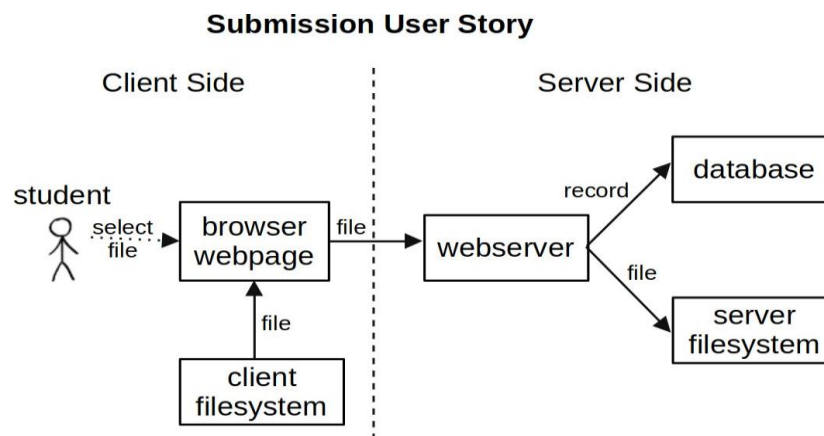 Submission User Story
Client Side
Server Side
student
select
file
browser
webpage
file
webserver
record
database
file
server
filesystem
file
client
filesystem